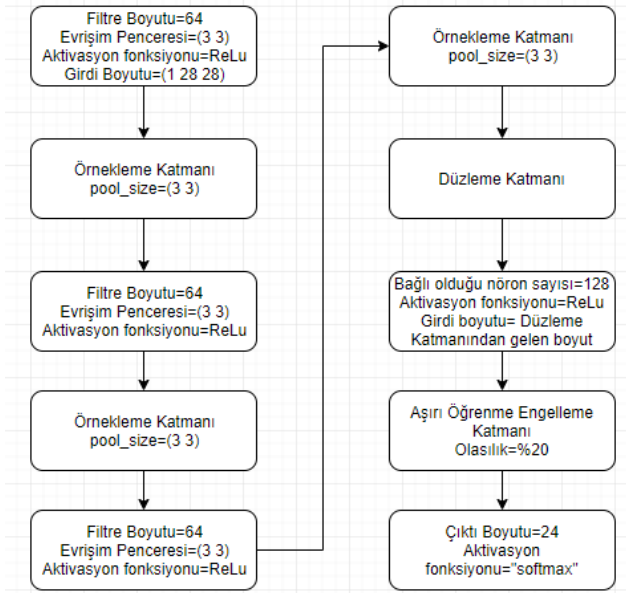 Filtre Boyutu=64
Evrişim Penceresi=(3 3)
Aktivasyon fonksiyonu=ReLu
Girdi Boyutu=(1 28 28)
Örnekleme Katmanı
pool_size=(3 3)
Filtre Boyutu=64
Evrişim Penceresi=(3 3)
Aktivasyon fonksiyonu=ReLu
Örnekleme Katmanı
pool_size=(3 3)
Filtre Boyutu=64
Evrişim Penceresi=(3 3)
Aktivasyon fonksiyonu=ReLu
Örnekleme Katmanı
pool_size=(3 3)
Düzleme Katmanı
Bağlı olduğu nöron sayısı=128
Aktivasyon fonksiyonu=ReLu
Girdi boyutu= Düzleme
Katmanından gelen boyut
Aşırı Öğrenme Engelleme
Katmanı
Olasılık=%20
Çıktı Boyutu=24
Aktivasyon
fonksiyonu="softmax"